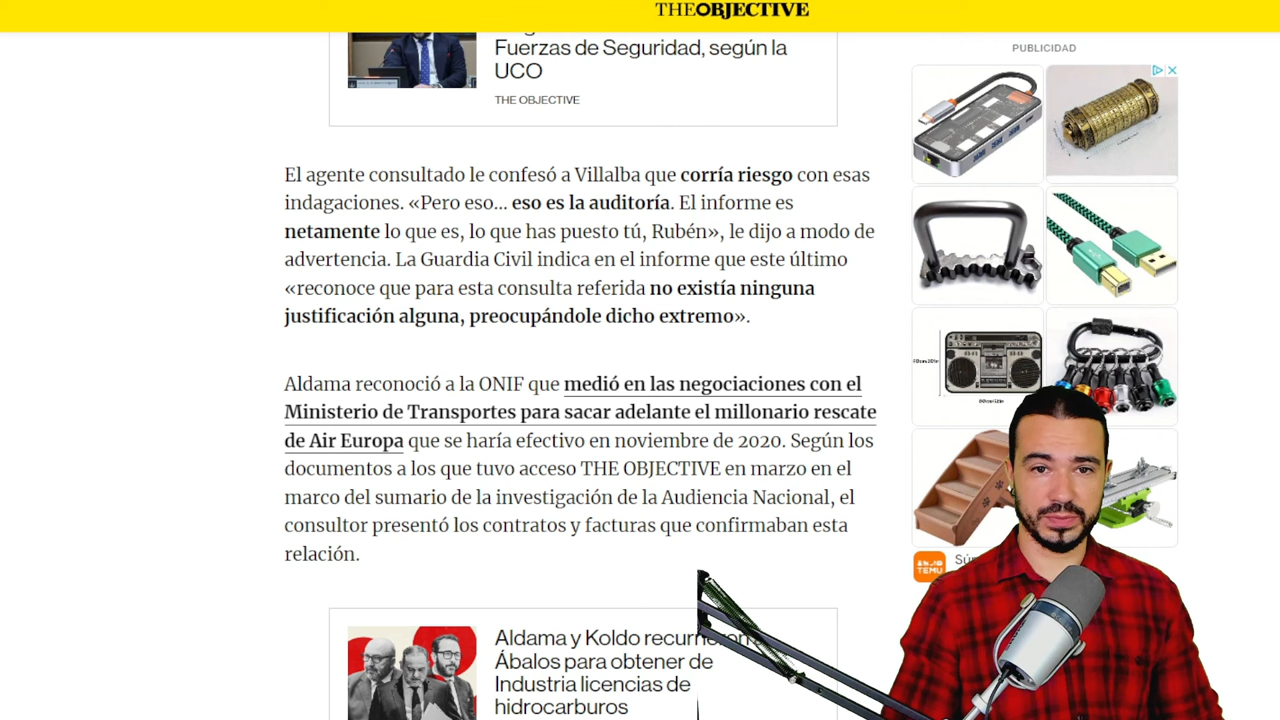 THE OBJECTIVE
Fuerzas de Seguridad, según la
UCO
THE OBJECTIVE
PUBLICIDAD
El agente consultado le confesó a Villalba que corría riesgo con esas
indagaciones. «Pero eso... eso es la auditoría. El informe es
netamente lo que es, lo que has puesto tú, Rubén», le dijo a modo de
advertencia. La Guardia Civil indica en el informe que este último
«reconoce que para esta consulta referida no existía ninguna
justificación alguna, preocupándole dicho extremo».
Aldama reconoció a la ONIF que medió en las negociaciones con el
Ministerio de Transportes para sacar adelante el millonario rescate
de Air Europa que se haría efectivo en noviembre de 2020. Según los
documentos a los que tuvo acceso THE OBJECTIVE en marzo en el
marco del sumario de la investigación de la Audiencia Nacional, el
consultor presentó los contratos y facturas que confirmaban esta
relación.
TEMU
Aldama y Koldo recurrieron a
Ábalos para obtener de
Industria licencias de
hidrocarburos